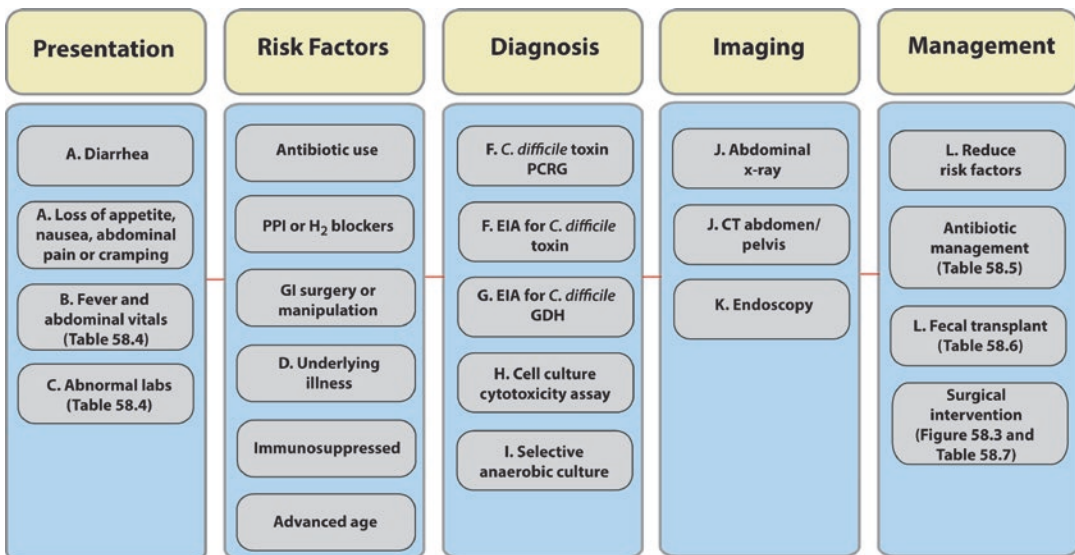 Presentation
A. Diarrhea
A. Loss of appetite,
nausea, abdominal
pain or cramping
B. Fever and
abdominal vitals
(Table 58.4)
C. Abnormal labs
(Table 58.4)
Risk Factors
Antibiotic use
PPI or H₂ blockers
GI surgery or
manipulation
D. Underlying
illness
Immunosuppressed
Advanced age
Diagnosis
F. C. difficile toxin
PCRG
F. EIA for C. difficile
toxin
G. EIA for C. difficile
GDH
H. Cell culture
cytotoxicity assay
I. Selective
anaerobic culture
Imaging
J. Abdominal
x-ray
J. CT abdomen/
pelvis
K. Endoscopy
Management
L. Reduce
risk factors
Antibiotic
management
(Table 58.5)
L. Fecal transplant
(Table 58.6)
Surgical
intervention
(Figure 58.3 and
Table 58.7)